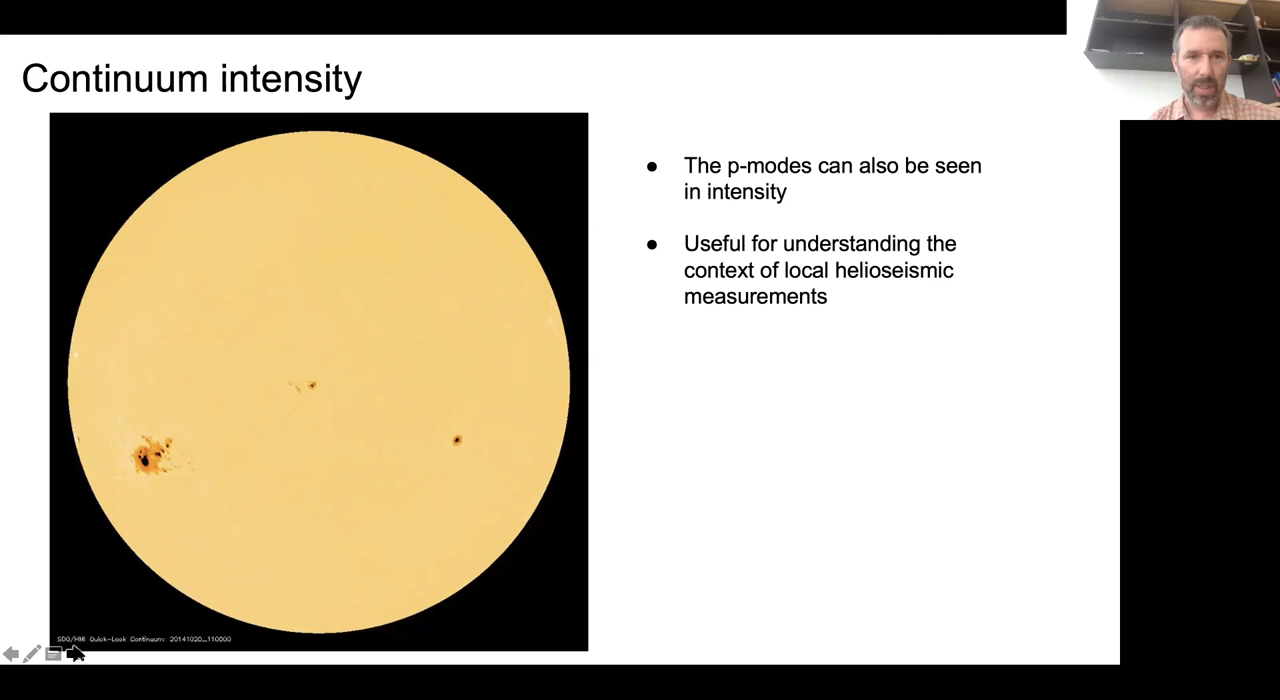 Continuum intensity
● The p-modes can also be seen
in intensity
● Useful for understanding the
context of local helioseismic
measurements
SDO/HMI Quick-Look Continuum: 20141020_110000